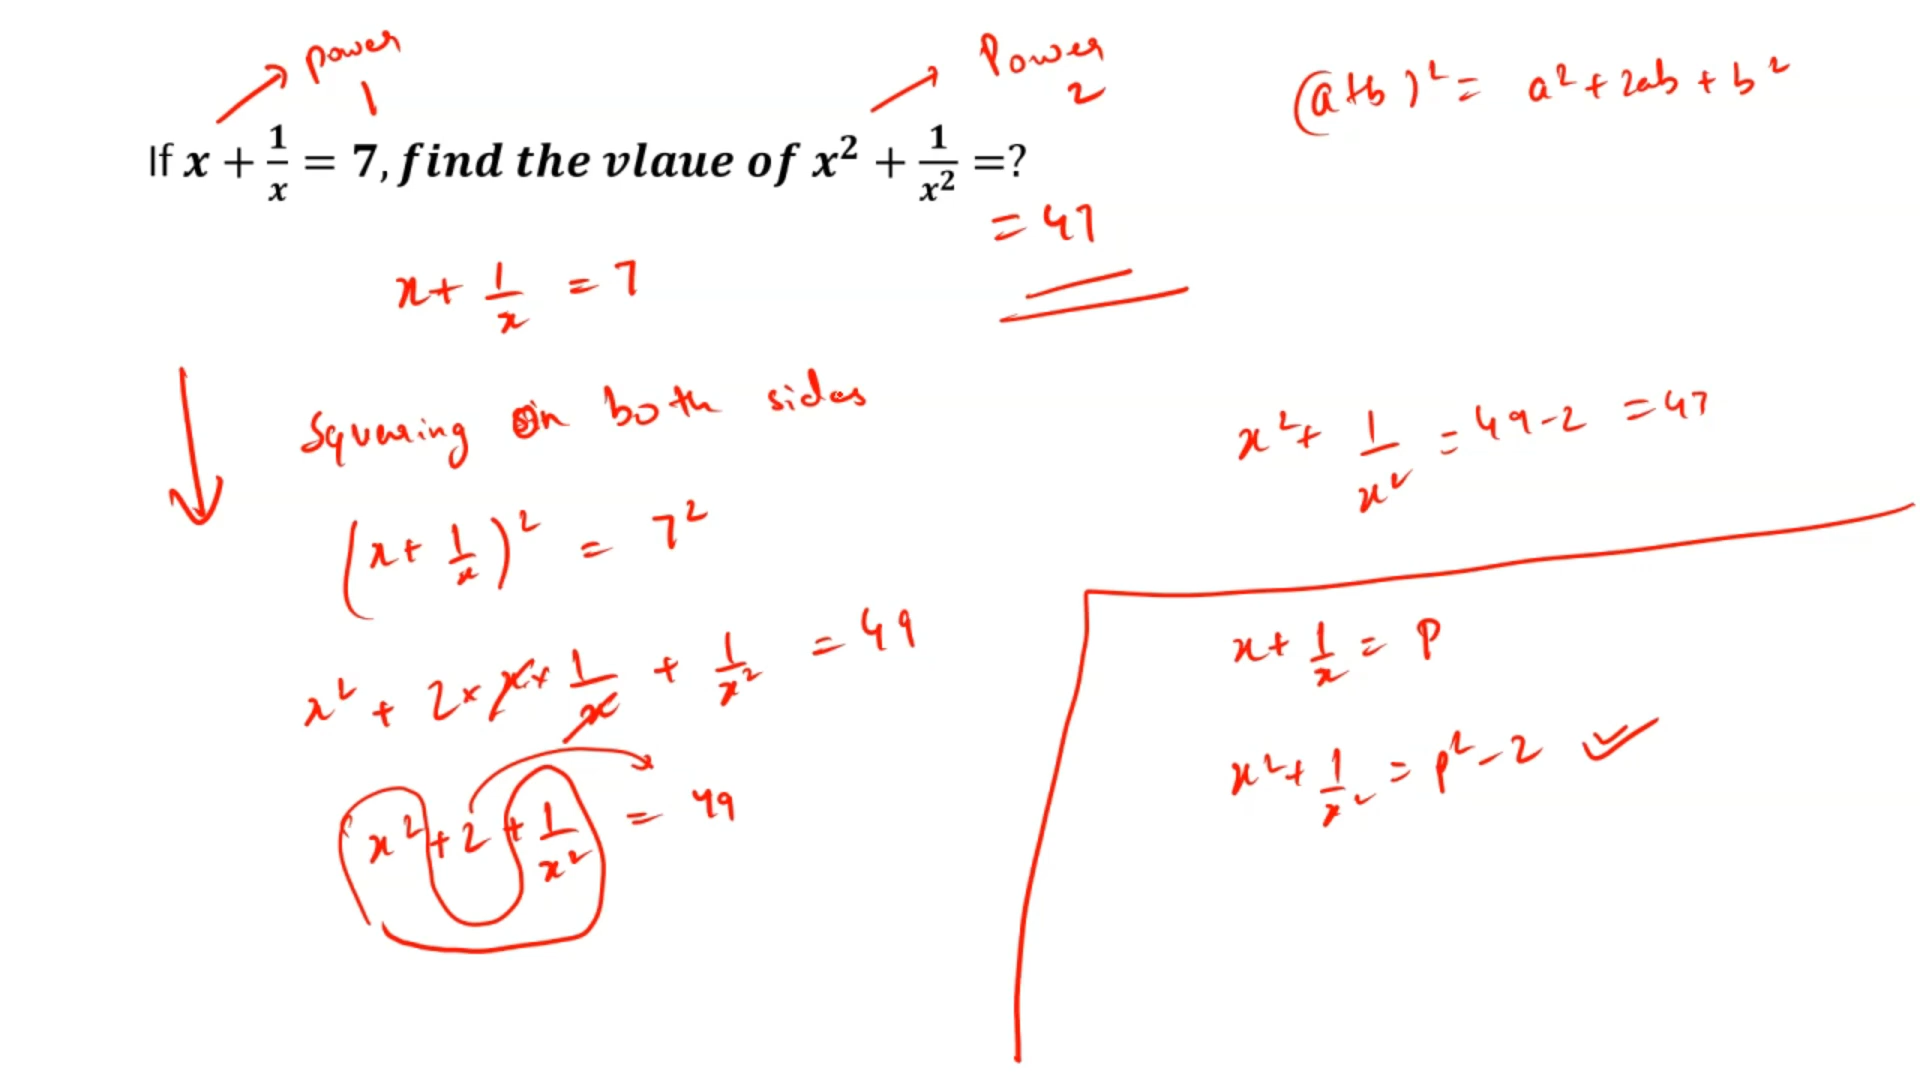 power
1
Power
2
(a+b)² = a² + 2ab + b²
If x + 1/x = 7, find the vlaue of x² + 1/x² =?
= 47
x + 1/x = 7
Squaring on both sides
(x + 1/x)² = 7²
x² + 2 × x × 1/x + 1/x² = 49
x² + 2 + 1/x² = 49
x² + 1/x² = 49 - 2 = 47
x + 1/x = P
x² + 1/x² = P² - 2